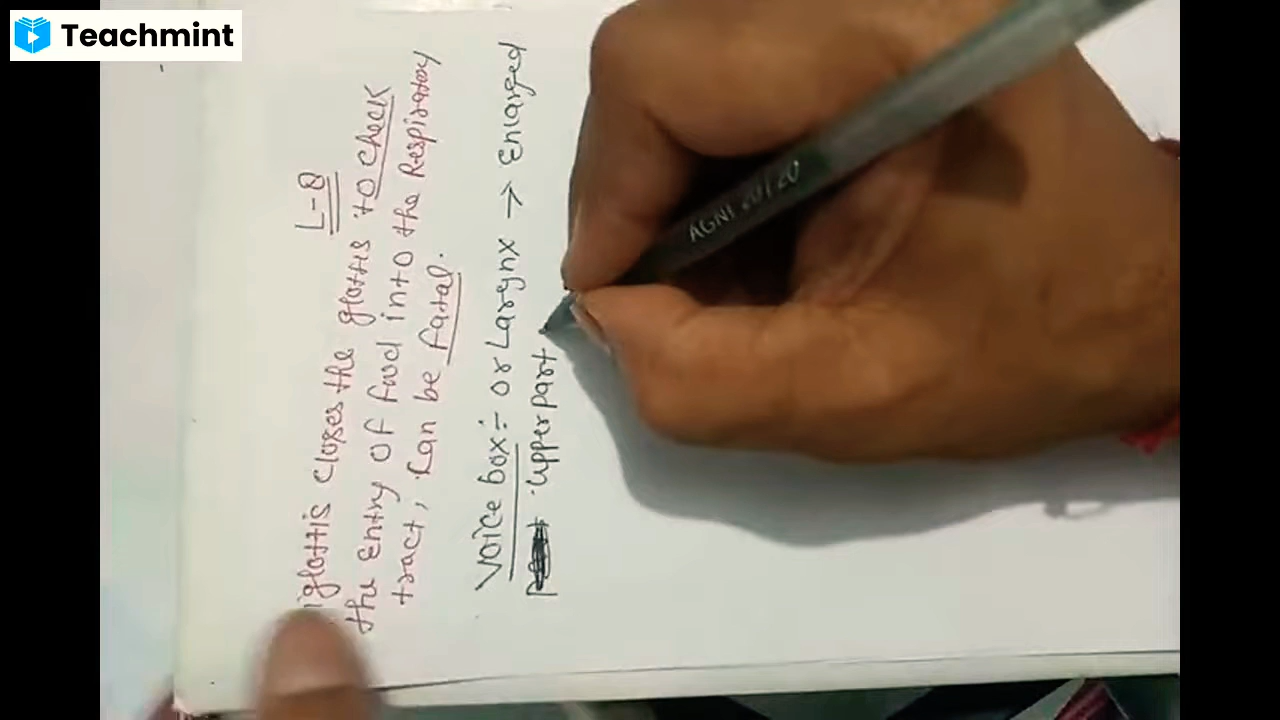 Teachmint
L-8
iglottis closes the glottis to check
the entry of food into the Respiratory
tract, can be fatal.
Voice box:- or Larynx → Enlarged
Upper part
AGNI